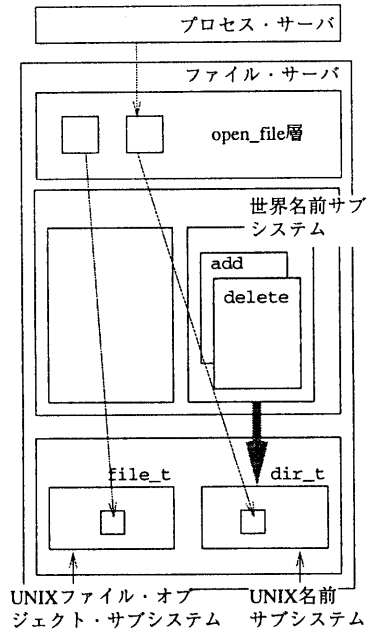 プロセス・サーバ
ファイル・サーバ
open_file層
世界名前サブ
システム
add
delete
file_t
dir_t
UNIXファイル・オブ
ジェクト・サブシステム
UNIX名前
サブシステム